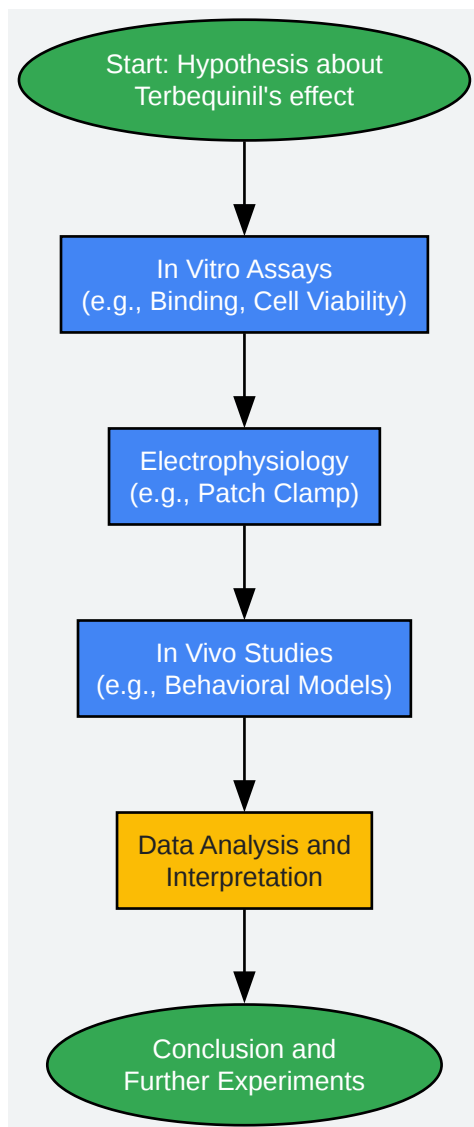 Start: Hypothesis about
Terbequinil's effect
In Vitro Assays
(e.g., Binding, Cell Viability)
Electrophysiology
(e.g., Patch Clamp)
In Vivo Studies
(e.g., Behavioral Models)
Data Analysis and
Interpretation
Conclusion and
Further Experiments